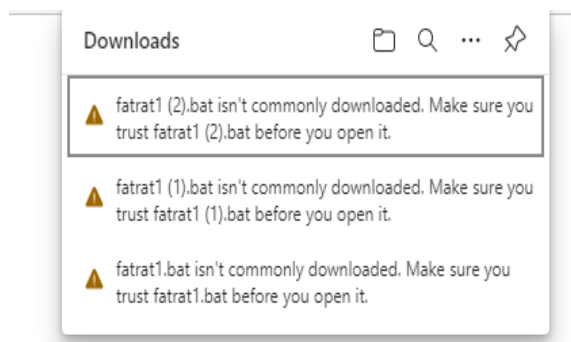 Downloads
fatrat1 (2).bat isn't commonly downloaded. Make sure you
trust fatrat1 (2).bat before you open it.
fatrat1 (1).bat isn't commonly downloaded. Make sure you
trust fatrat1 (1).bat before you open it.
fatrat1.bat isn't commonly downloaded. Make sure you
trust fatrat1.bat before you open it.